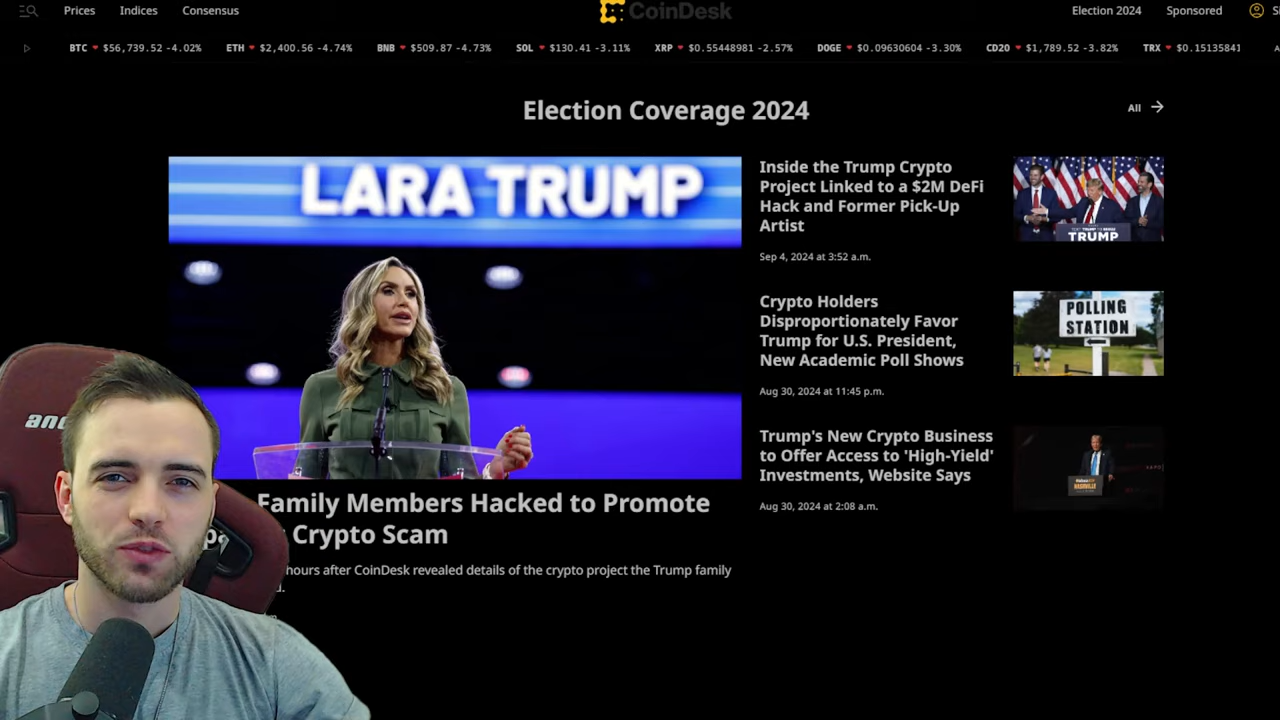 Prices
Indices
Consensus
CoinDesk
Election 2024
Sponsored
BTC $56,739.52 -4.02% ETH $2,400.56 -4.74% BNB $509.87 -4.73% SOL $130.41 -3.11% XRP $0.55448981 -2.57% DOGE $0.09630604 -3.30% CD20 $1,789.52 -3.82% TRX $0.15135841
Election Coverage 2024
All
LARA TRUMP
Family Members Hacked to Promote
Crypto Scam
hours after CoinDesk revealed details of the crypto project the Trump family
Inside the Trump Crypto
Project Linked to a $2M DeFi
Hack and Former Pick-Up
Artist
Sep 4, 2024 at 3:52 a.m.
TRUMP
Crypto Holders
Disproportionately Favor
Trump for U.S. President,
New Academic Poll Shows
Aug 30, 2024 at 11:45 p.m.
POLLING
STATION
Trump's New Crypto Business
to Offer Access to 'High-Yield'
Investments, Website Says
Aug 30, 2024 at 2:08 a.m.